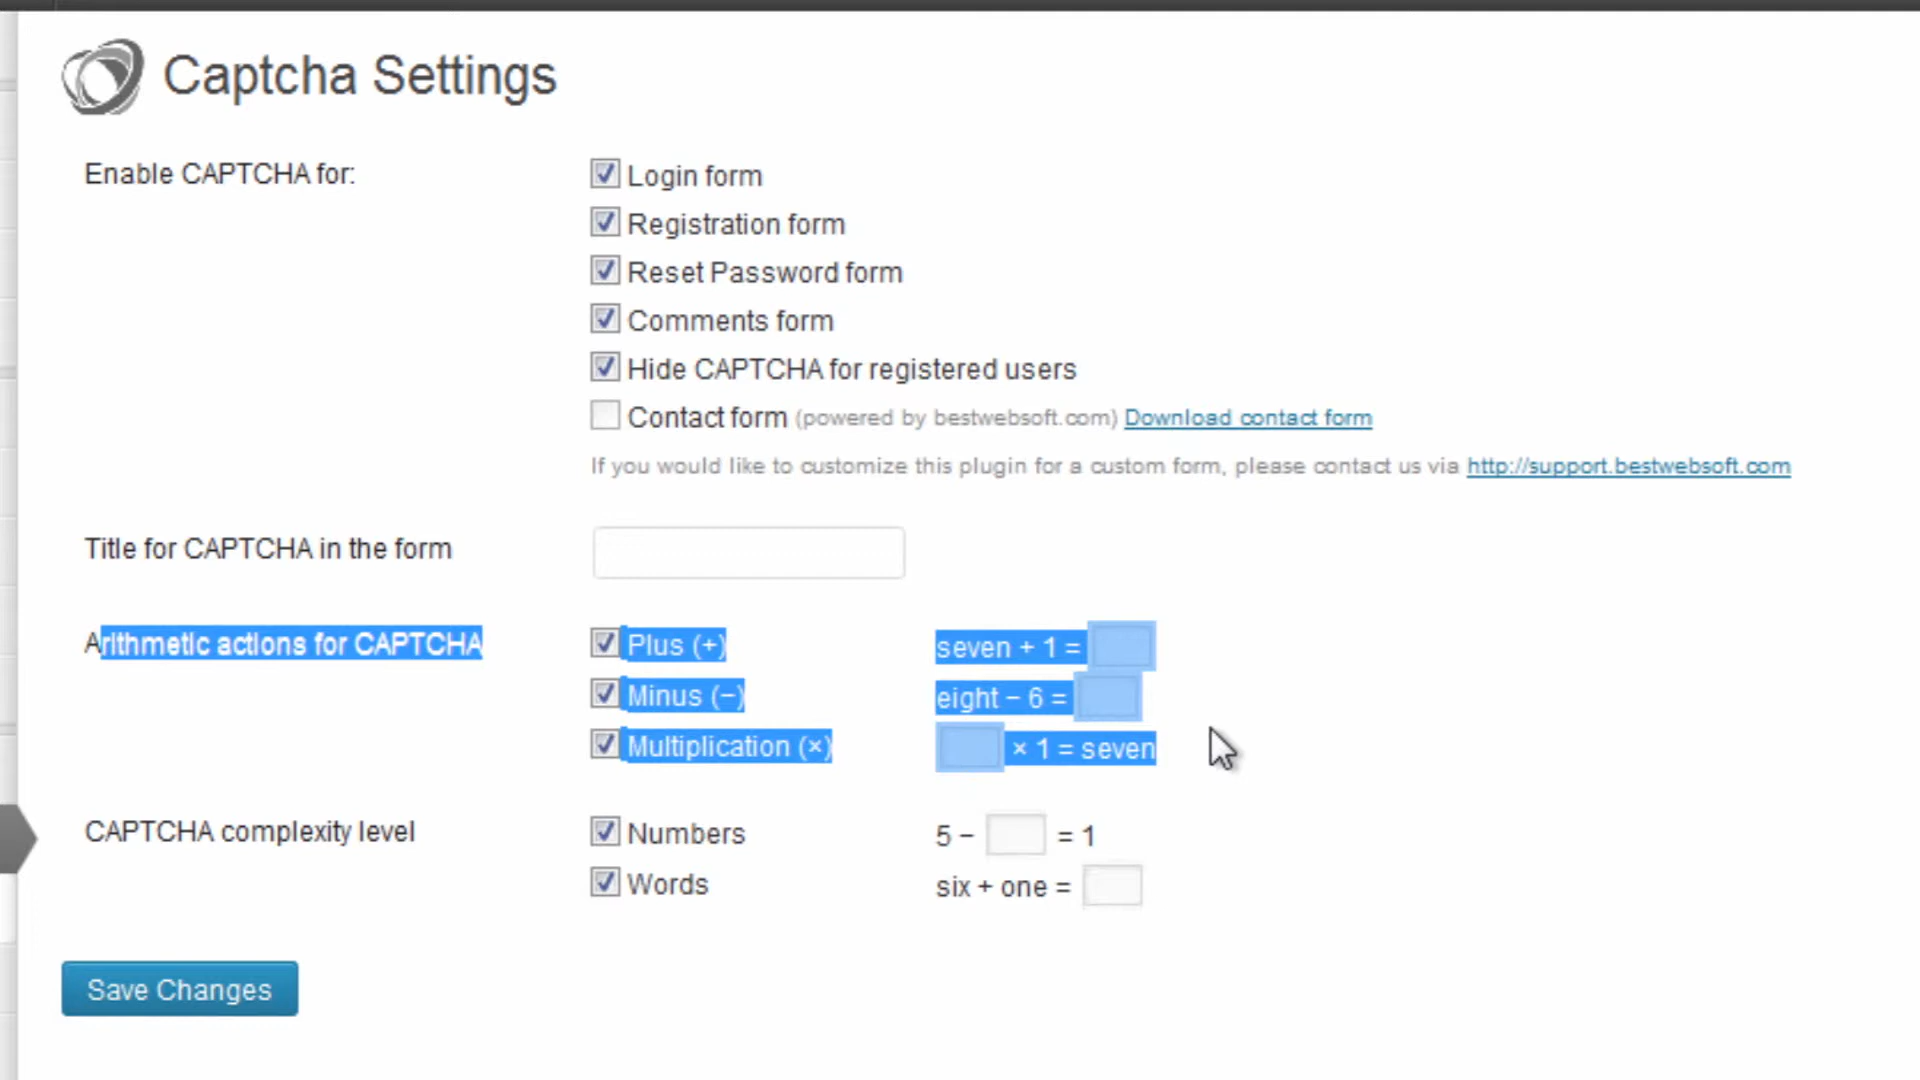 Captcha Settings
Enable CAPTCHA for:
Login form
Registration form
Reset Password form
Comments form
Hide CAPTCHA for registered users
Contact form (powered by bestwebsoft.com) Download contact form
If you would like to customize this plugin for a custom form, please contact us via http://support.bestwebsoft.com
Title for CAPTCHA in the form
Arithmetic actions for CAPTCHA
Plus (+) seven + 1 =
Minus (−) eight − 6 =
Multiplication (×) × 1 = seven
CAPTCHA complexity level
Numbers 5 − = 1
Words six + one =
Save Changes